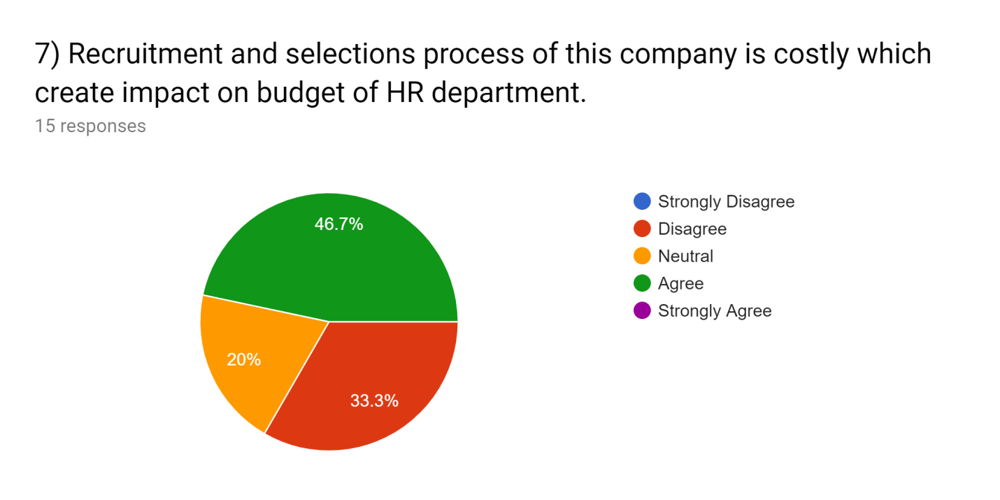 7) Recruitment and selections process of this company is costly which
create impact on budget of HR department.
15 responses
46.7%
20%
33.3%
Strongly Disagree
Disagree
Neutral
Agree
Strongly Agree